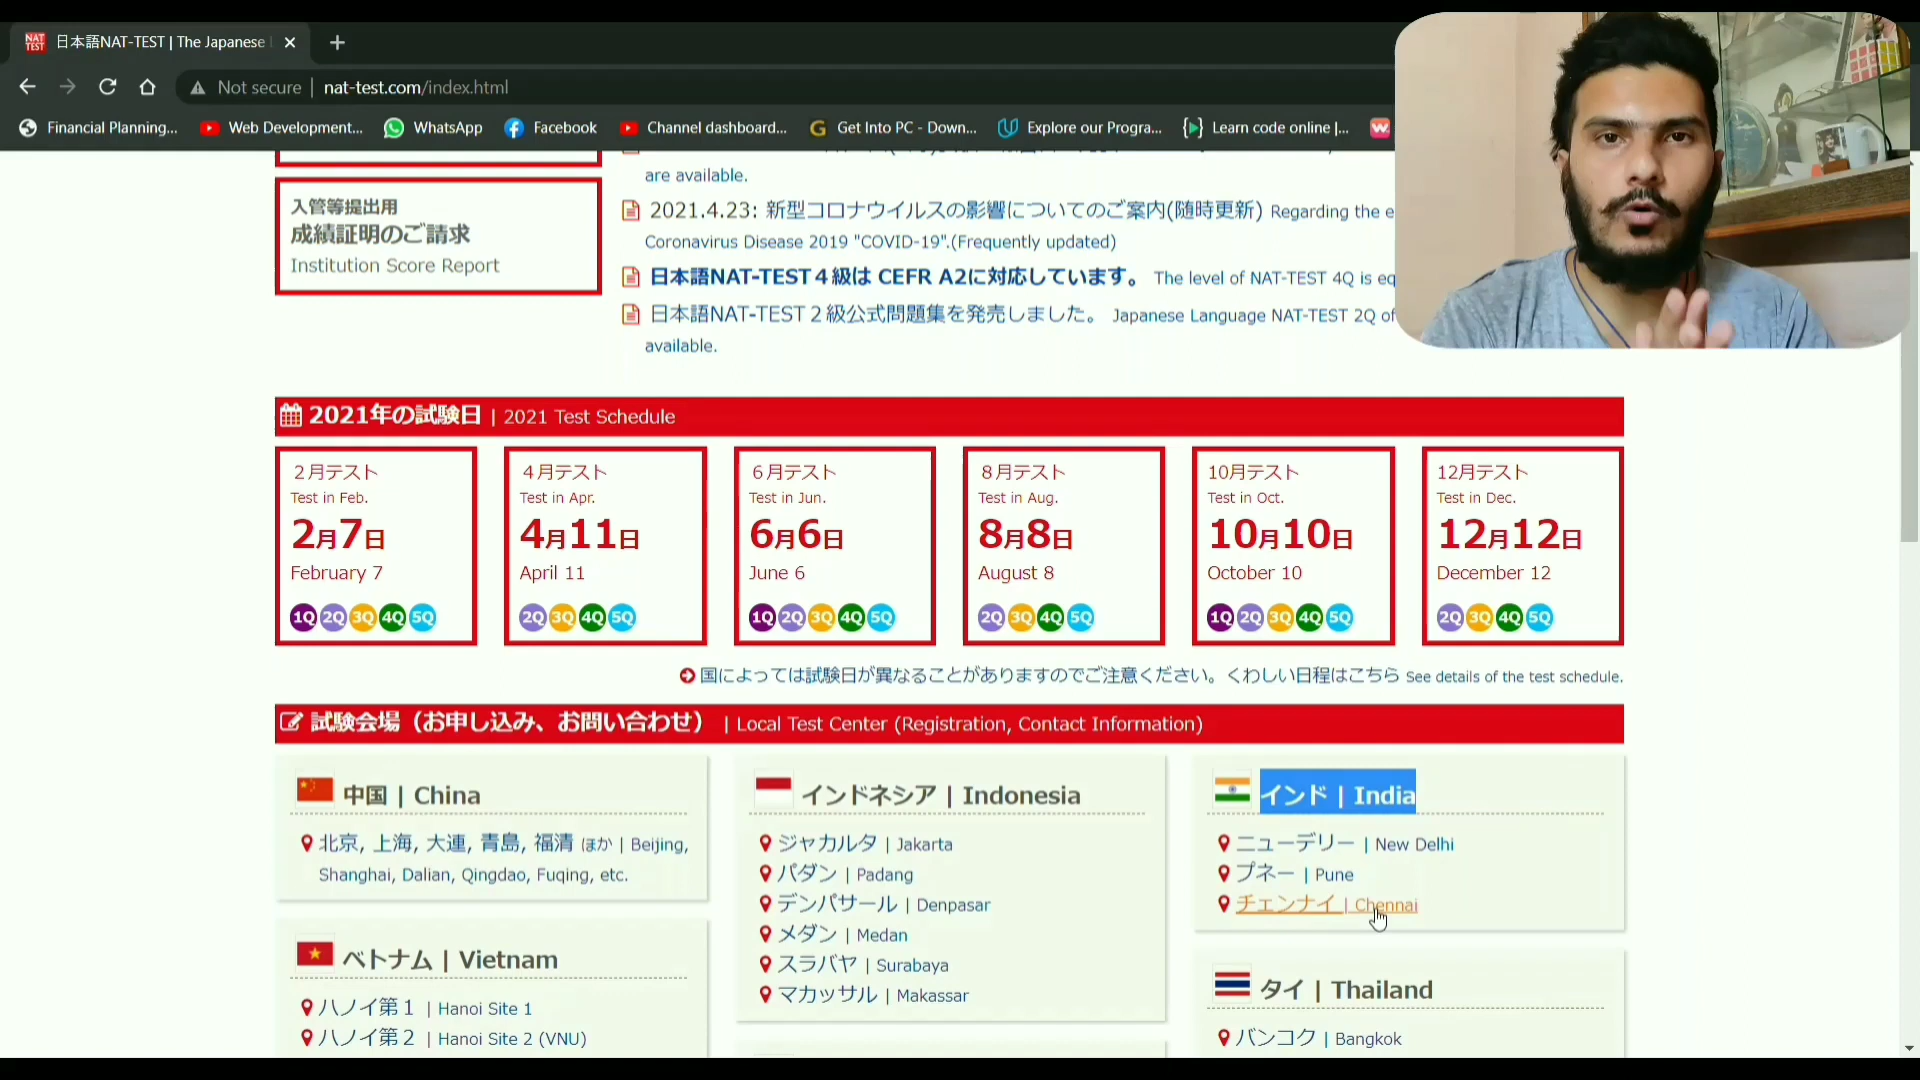 日本語NAT-TEST | The Japanese
Not secure | nat-test.com/index.html
Financial Planning...
Web Development...
WhatsApp
Facebook
Channel dashboard...
Get Into PC - Down...
Explore our Progra...
Learn code online |...
入管等提出用
成績証明のご請求
Institution Score Report
are available.
2021.4.23: 新型コロナウイルスの影響についてのご案内(随時更新) Regarding the e
Coronavirus Disease 2019 "COVID-19".(Frequently updated)
日本語NAT-TEST４級は CEFR A2に対応しています。 The level of NAT-TEST 4Q is eq
日本語NAT-TEST２級公式問題集を発売しました。 Japanese Language NAT-TEST 2Q of
available.
2021年の試験日 | 2021 Test Schedule
２月テスト
Test in Feb.
2月7日
February 7
1Q 2Q 3Q 4Q 5Q
４月テスト
Test in Apr.
4月11日
April 11
2Q 3Q 4Q 5Q
６月テスト
Test in Jun.
6月6日
June 6
1Q 2Q 3Q 4Q 5Q
８月テスト
Test in Aug.
8月8日
August 8
2Q 3Q 4Q 5Q
10月テスト
Test in Oct.
10月10日
October 10
1Q 2Q 3Q 4Q 5Q
12月テスト
Test in Dec.
12月12日
December 12
2Q 3Q 4Q 5Q
国によっては試験日が異なることがありますのでご注意ください。くわしい日程はこちら See details of the test schedule.
試験会場（お申し込み、お問い合わせ） | Local Test Center (Registration, Contact Information)
中国 | China
北京, 上海, 大連, 青島, 福清 ほか | Beijing,
Shanghai, Dalian, Qingdao, Fuqing, etc.
ベトナム | Vietnam
ハノイ第１ | Hanoi Site 1
ハノイ第２ | Hanoi Site 2 (VNU)
インドネシア | Indonesia
ジャカルタ | Jakarta
パダン | Padang
デンパサール | Denpasar
メダン | Medan
スラバヤ | Surabaya
マカッサル | Makassar
インド | India
ニューデリー | New Delhi
プネー | Pune
チェンナイ | Chennai
タイ | Thailand
バンコク | Bangkok